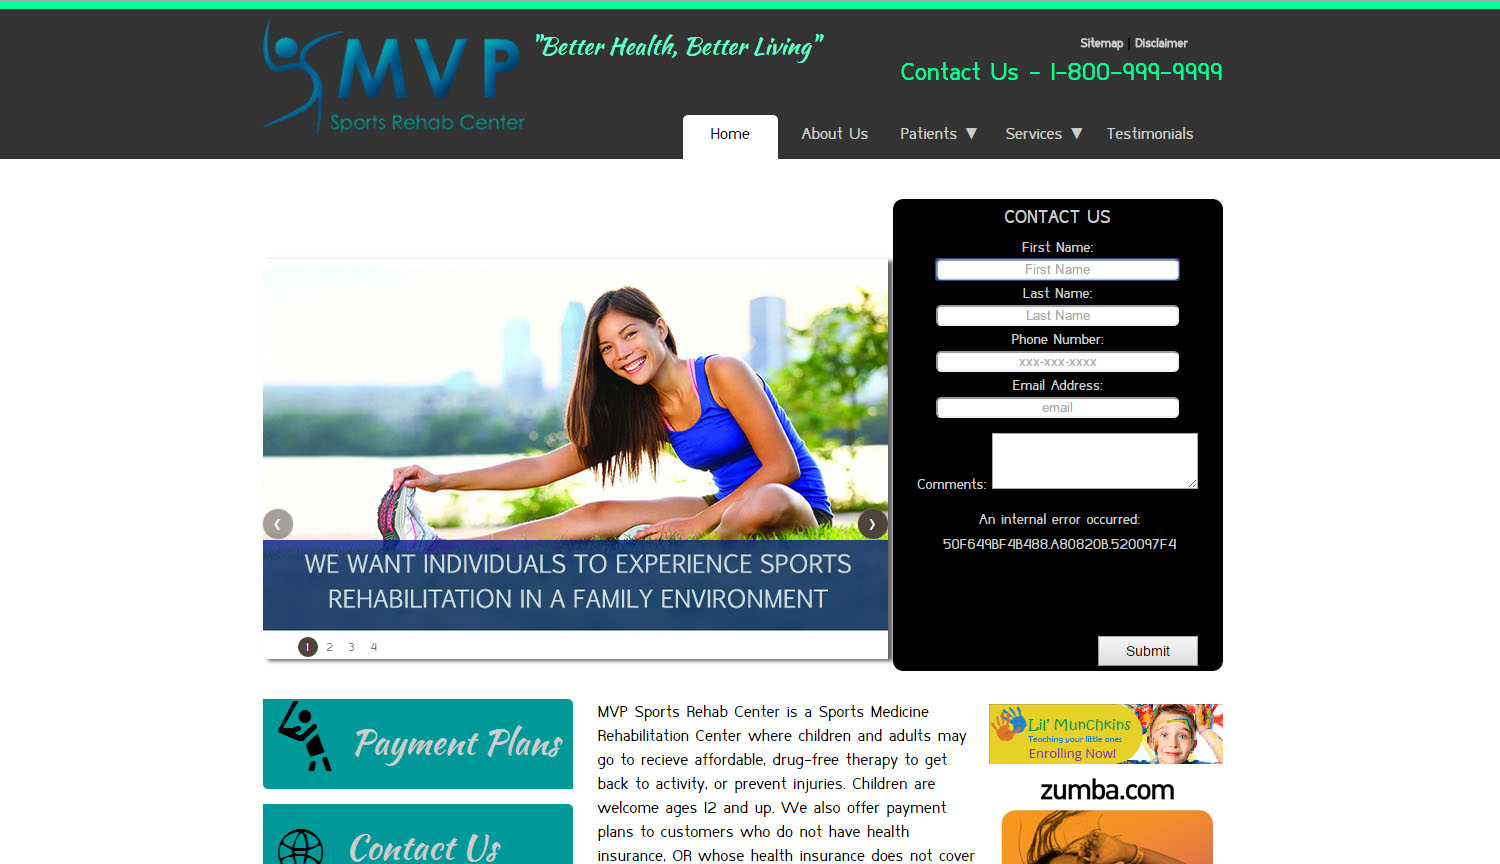 MVP
Sports Rehab Center
"Better Health, Better Living"
Sitemap | Disclaimer
Contact Us - 1-800-999-9999
Home
About Us
Patients ▼
Services ▼
Testimonials
WE WANT INDIVIDUALS TO EXPERIENCE SPORTS
REHABILITATION IN A FAMILY ENVIRONMENT
1 2 3 4
CONTACT US
First Name:
First Name
Last Name:
Last Name
Phone Number:
xxx-xxx-xxxx
Email Address:
email
Comments:
An internal error occurred:
50F649BF4B488.A80820B.520097F4
Submit
Payment Plans
Contact Us
MVP Sports Rehab Center is a Sports Medicine
Rehabilitation Center where children and adults may
go to recieve affordable, drug-free therapy to get
back to activity, or prevent injuries. Children are
welcome ages 12 and up. We also offer payment
plans to customers who do not have health
insurance, OR whose health insurance does not cover
Lil' Munchkins
Teaching your little ones
Enrolling Now!
zumba.com